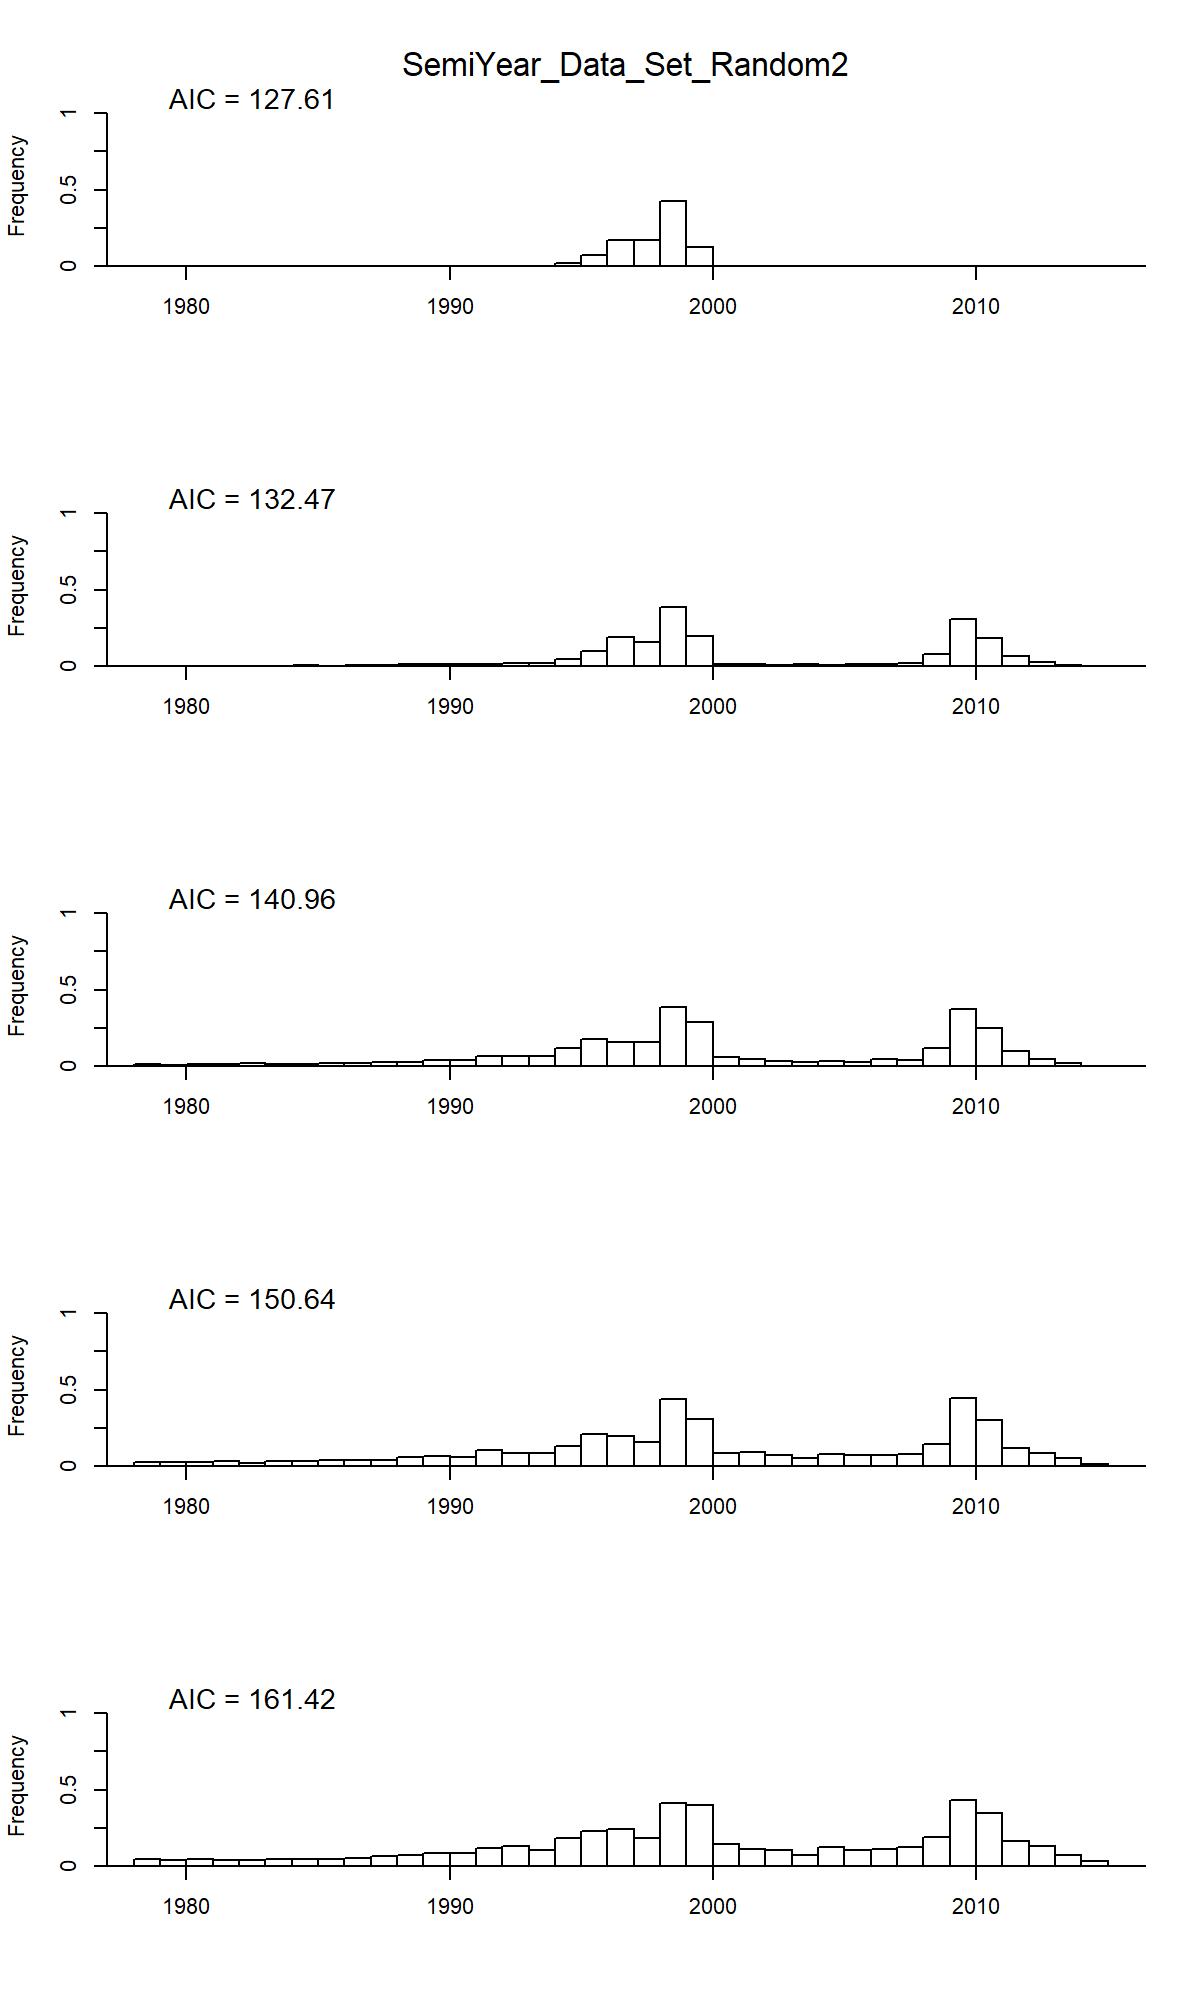 SemiYear_Data_Set_Random2
AIC = 127.61
Frequency
1
0.5
0
1980 1990 2000 2010
AIC = 132.47
Frequency
1
0.5
0
1980 1990 2000 2010
AIC = 140.96
Frequency
1
0.5
0
1980 1990 2000 2010
AIC = 150.64
Frequency
1
0.5
0
1980 1990 2000 2010
AIC = 161.42
Frequency
1
0.5
0
1980 1990 2000 2010